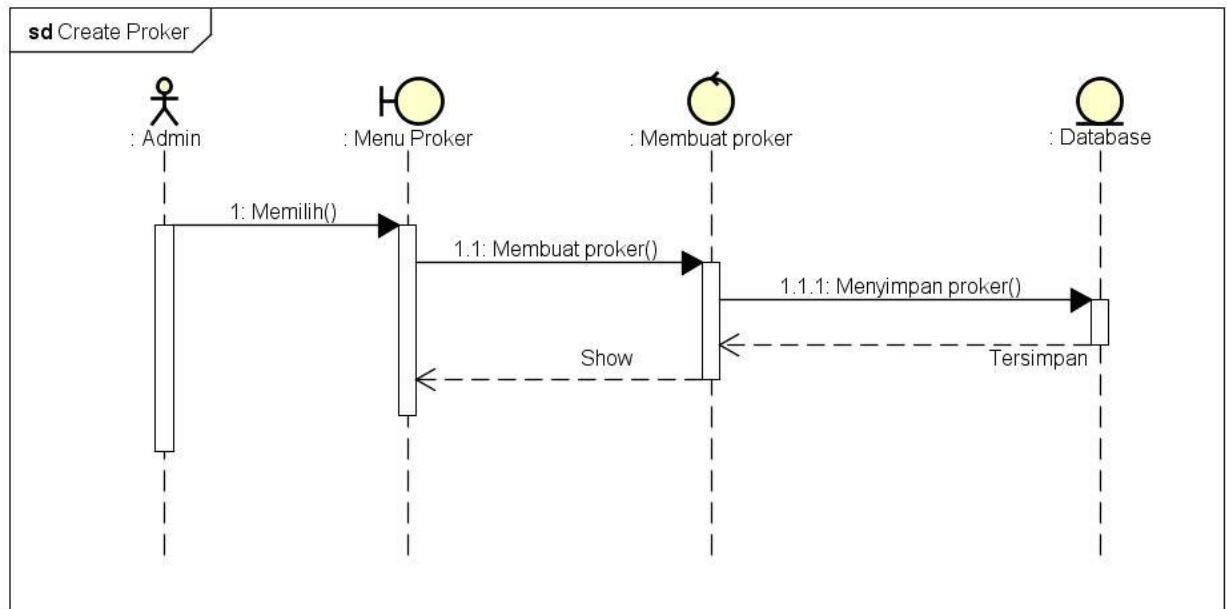 sd Create Proker
: Admin
: Menu Proker
: Membuat proker
: Database
1: Memilih()
1.1: Membuat proker()
1.1.1: Menyimpan proker()
Tersimpan
Show